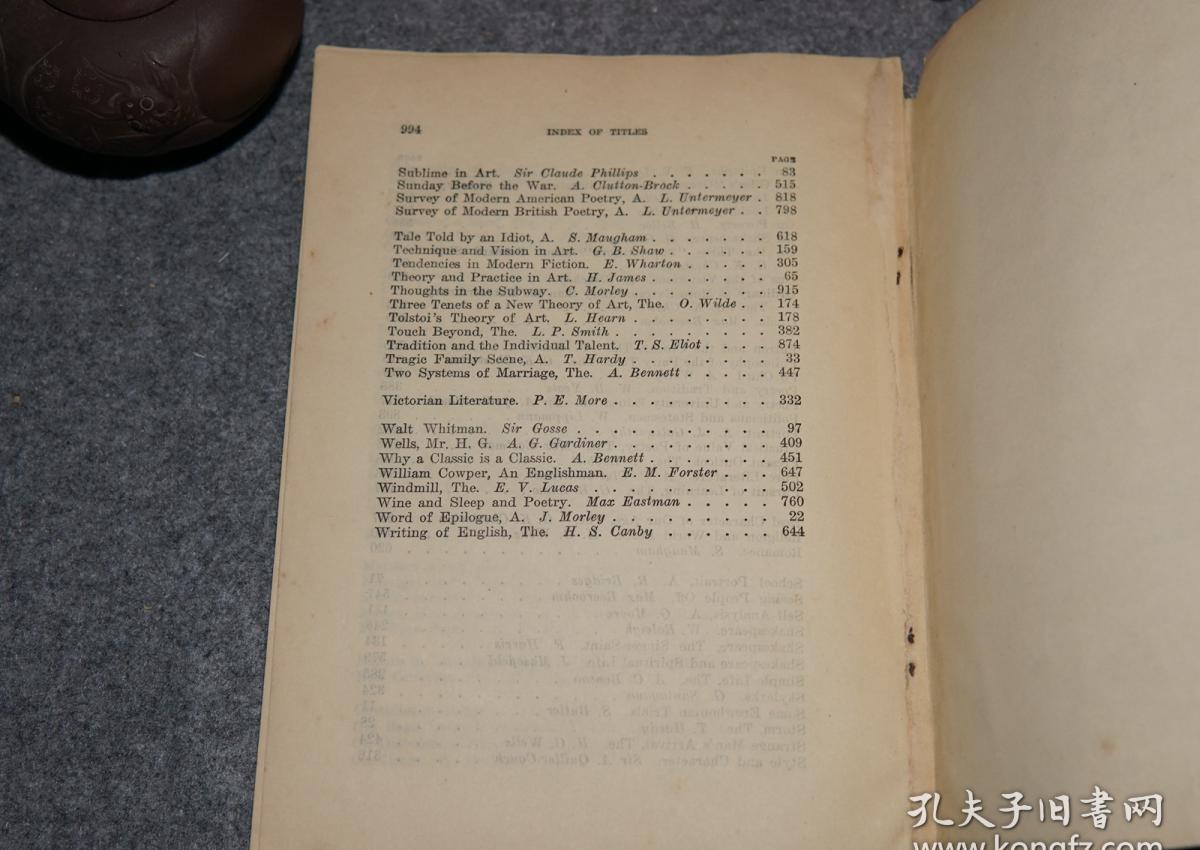 994 INDEX OF TITLES
PAGE
Sublime in Art. Sir Claude Phillips . . . . . . . 83
Sunday Before the War. A. Clutton-Brock . . . . . 515
Survey of Modern American Poetry, A. L. Untermeyer . 818
Survey of Modern British Poetry, A. L. Untermeyer . . 798
Tale Told by an Idiot, A. S. Maugham . . . . . . . 618
Technique and Vision in Art. G. B. Shaw . . . . . . 159
Tendencies in Modern Fiction. E. Wharton . . . . . 305
Theory and Practice in Art. H. James . . . . . . . 65
Thoughts in the Subway. C. Morley . . . . . . . . 915
Three Tenets of a New Theory of Art, The. O. Wilde . . 174
Tolstoi's Theory of Art. L. Hearn . . . . . . . . 178
Touch Beyond, The. L. P. Smith . . . . . . . . . 382
Tradition and the Individual Talent. T. S. Eliot . . . . 874
Tragic Family Scene, A. T. Hardy . . . . . . . . 33
Two Systems of Marriage, The. A. Bennett . . . . . 447
Victorian Literature. P. E. More . . . . . . . . . 332
Walt Whitman. Sir Gosse . . . . . . . . . . . 97
Wells, Mr. H. G. A. G. Gardiner . . . . . . . . . 409
Why a Classic is a Classic. A. Bennett . . . . . . . 451
William Cowper, An Englishman. E. M. Forster . . . 647
Windmill, The. E. V. Lucas . . . . . . . . . . 502
Wine and Sleep and Poetry. Max Eastman . . . . . 760
Word of Epilogue, A. J. Morley . . . . . . . . . 22
Writing of English, The. H. S. Canby . . . . . . 644
孔夫子旧书网
www.kongfz.com